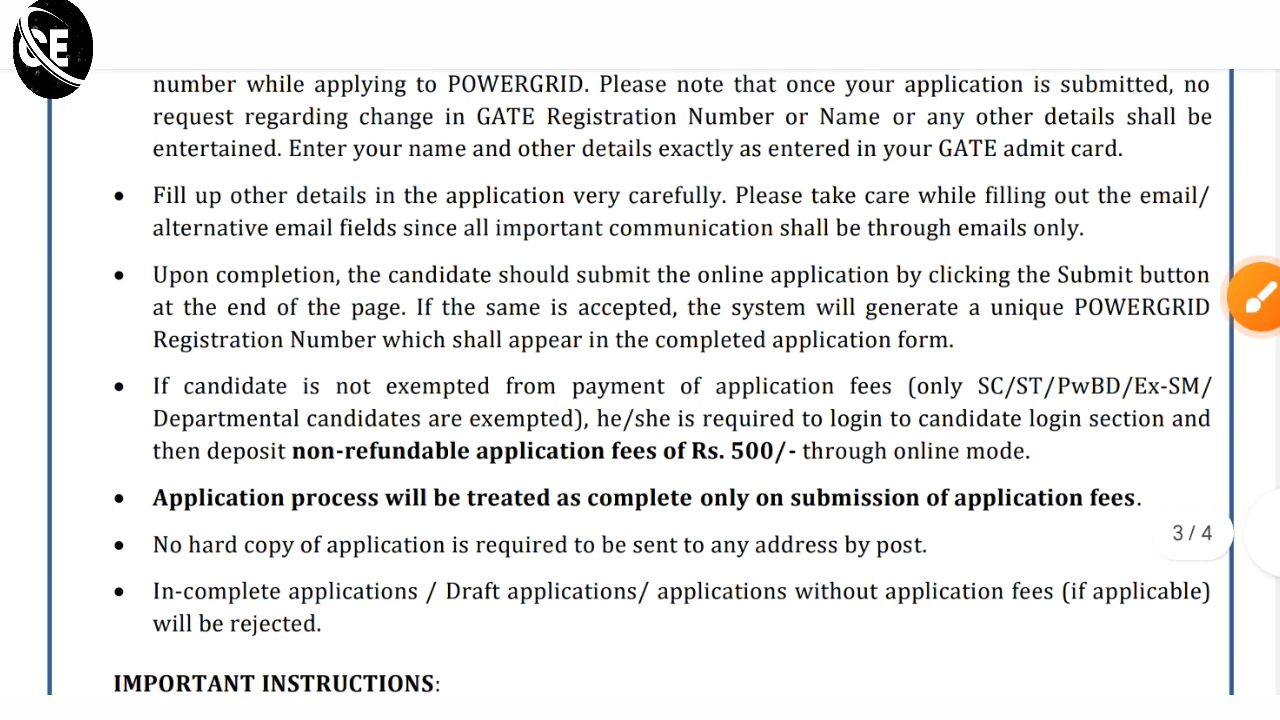 CE
number while applying to POWERGRID. Please note that once your application is submitted, no
request regarding change in GATE Registration Number or Name or any other details shall be
entertained. Enter your name and other details exactly as entered in your GATE admit card.
• Fill up other details in the application very carefully. Please take care while filling out the email/
alternative email fields since all important communication shall be through emails only.
• Upon completion, the candidate should submit the online application by clicking the Submit button
at the end of the page. If the same is accepted, the system will generate a unique POWERGRID
Registration Number which shall appear in the completed application form.
• If candidate is not exempted from payment of application fees (only SC/ST/PwBD/Ex-SM/
Departmental candidates are exempted), he/she is required to login to candidate login section and
then deposit non-refundable application fees of Rs. 500/- through online mode.
• Application process will be treated as complete only on submission of application fees.
3 / 4
• No hard copy of application is required to be sent to any address by post.
• In-complete applications / Draft applications/ applications without application fees (if applicable)
will be rejected.
IMPORTANT INSTRUCTIONS: